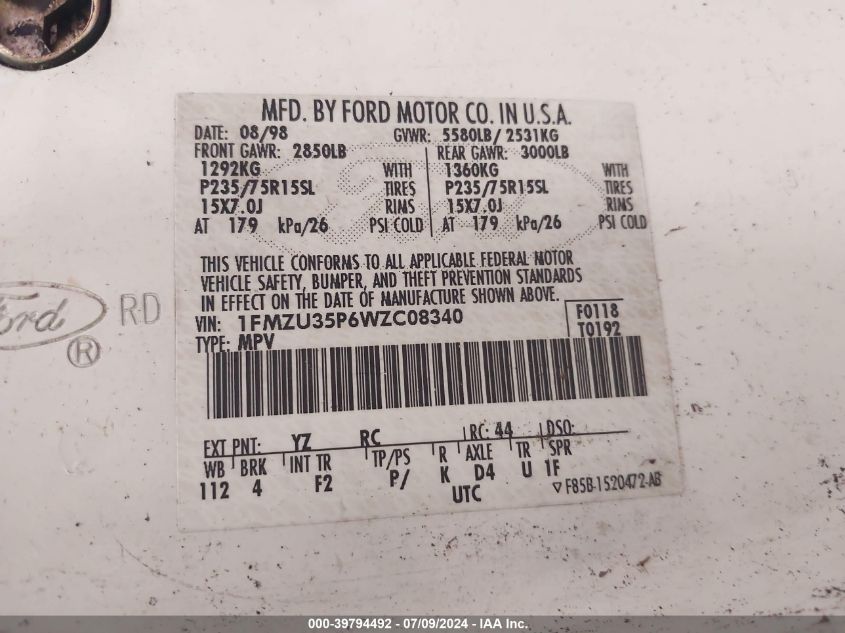 MFD. BY FORD MOTOR CO. IN U.S.A.
DATE: 08/98 GVWR: 5580LB/ 2531KG
FRONT GAWR: 2850LB REAR GAWR: 3000LB
1292KG WITH 1360KG WITH
P235/75R15SL TIRES P235/75R15SL TIRES
15X7.0J RIMS 15X7.0J RIMS
AT 179 kPa/26 PSI COLD AT 179 kPa/26 PSI COLD
THIS VEHICLE CONFORMS TO ALL APPLICABLE FEDERAL MOTOR
VEHICLE SAFETY, BUMPER, AND THEFT PREVENTION STANDARDS
IN EFFECT ON THE DATE OF MANUFACTURE SHOWN ABOVE.
VIN: 1FMZU35P6WZC08340 F0118
TYPE: MPV T0192
Ford R.D
®
EXT PNT: YZ RC RC: 44 DSO:
WB BRK INT TR TP/PS R AXLE TR SPR
112 4 F2 P/ K D4 U 1F
UTC ▽ F85B-1520472-AB
000-39794492 - 07/09/2024 - IAA Inc.